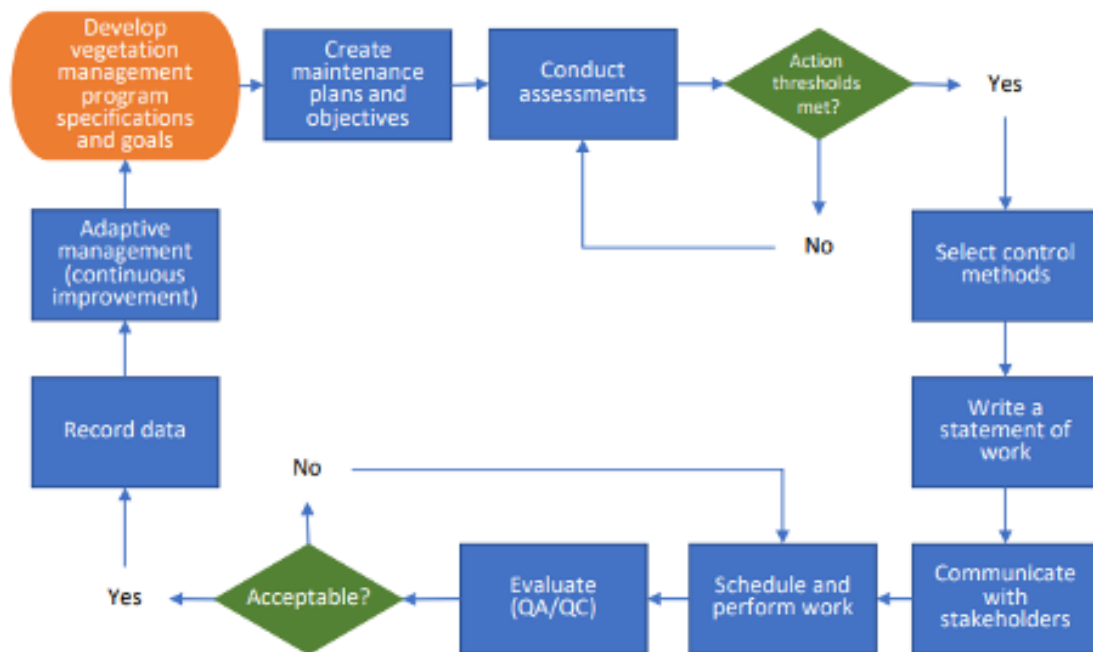 Develop
vegetation
management
program
specifications
and goals
Create
maintenance
plans and
objectives
Conduct
assessments
Action
thresholds
met?
Yes
No
Select control
methods
Write a
statement of
work
Communicate
with
stakeholders
Schedule and
perform work
Evaluate
(QA/QC)
Acceptable?
No
Yes
Record data
Adaptive
management
(continuous
improvement)